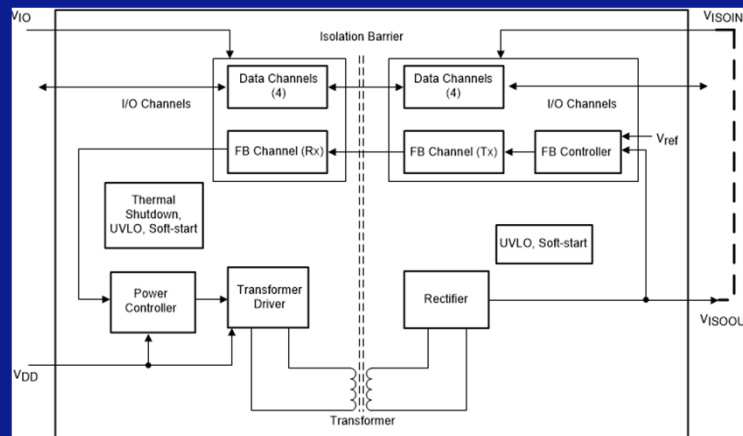 VIO
VISOIN
Isolation Barrier
Data Channels
(4)
Data Channels
(4)
I/O Channels
I/O Channels
Vref
FB Channel (Rx)
FB Channel (Tx)
FB Controller
Thermal
Shutdown,
UVLO, Soft-start
UVLO, Soft-start
Power
Controller
Transformer
Driver
Rectifier
VISOOU
VDD
Transformer